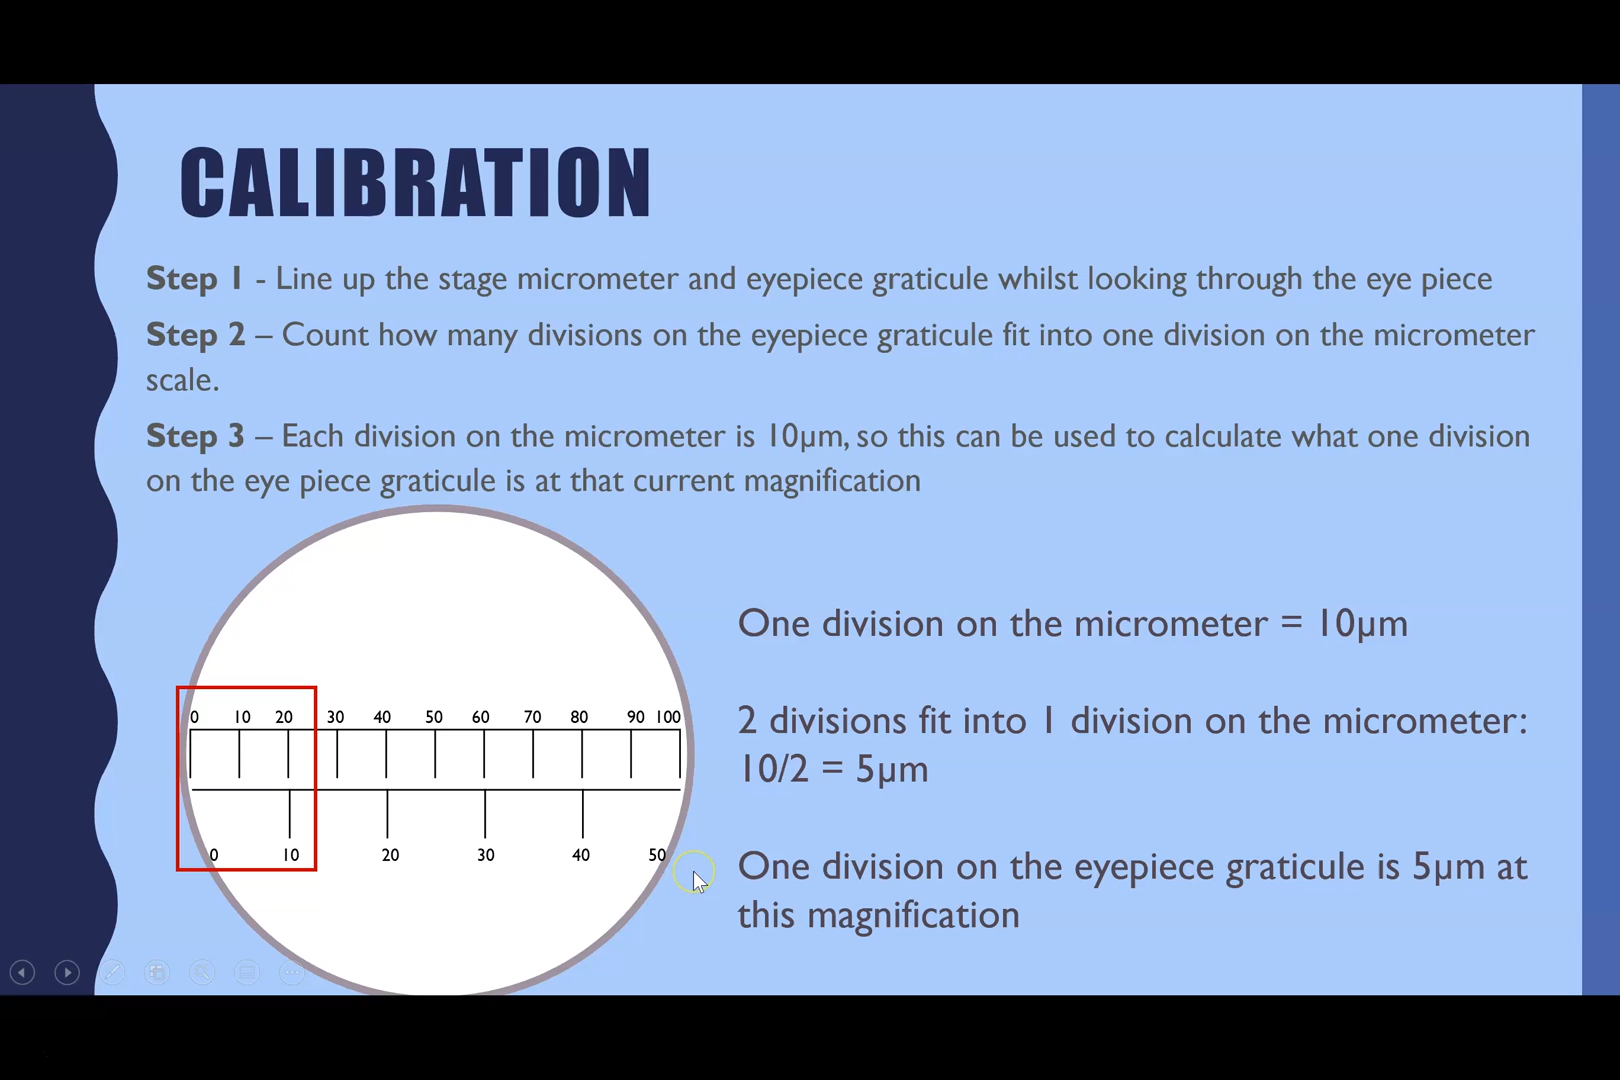 CALIBRATION
Step 1 - Line up the stage micrometer and eyepiece graticule whilst looking through the eye piece
Step 2 – Count how many divisions on the eyepiece graticule fit into one division on the micrometer
scale.
Step 3 – Each division on the micrometer is 10μm, so this can be used to calculate what one division
on the eye piece graticule is at that current magnification
0 10 20 30 40 50 60 70 80 90 100
0 10 20 30 40 50
One division on the micrometer = 10μm
2 divisions fit into 1 division on the micrometer:
10/2 = 5μm
One division on the eyepiece graticule is 5μm at
this magnification